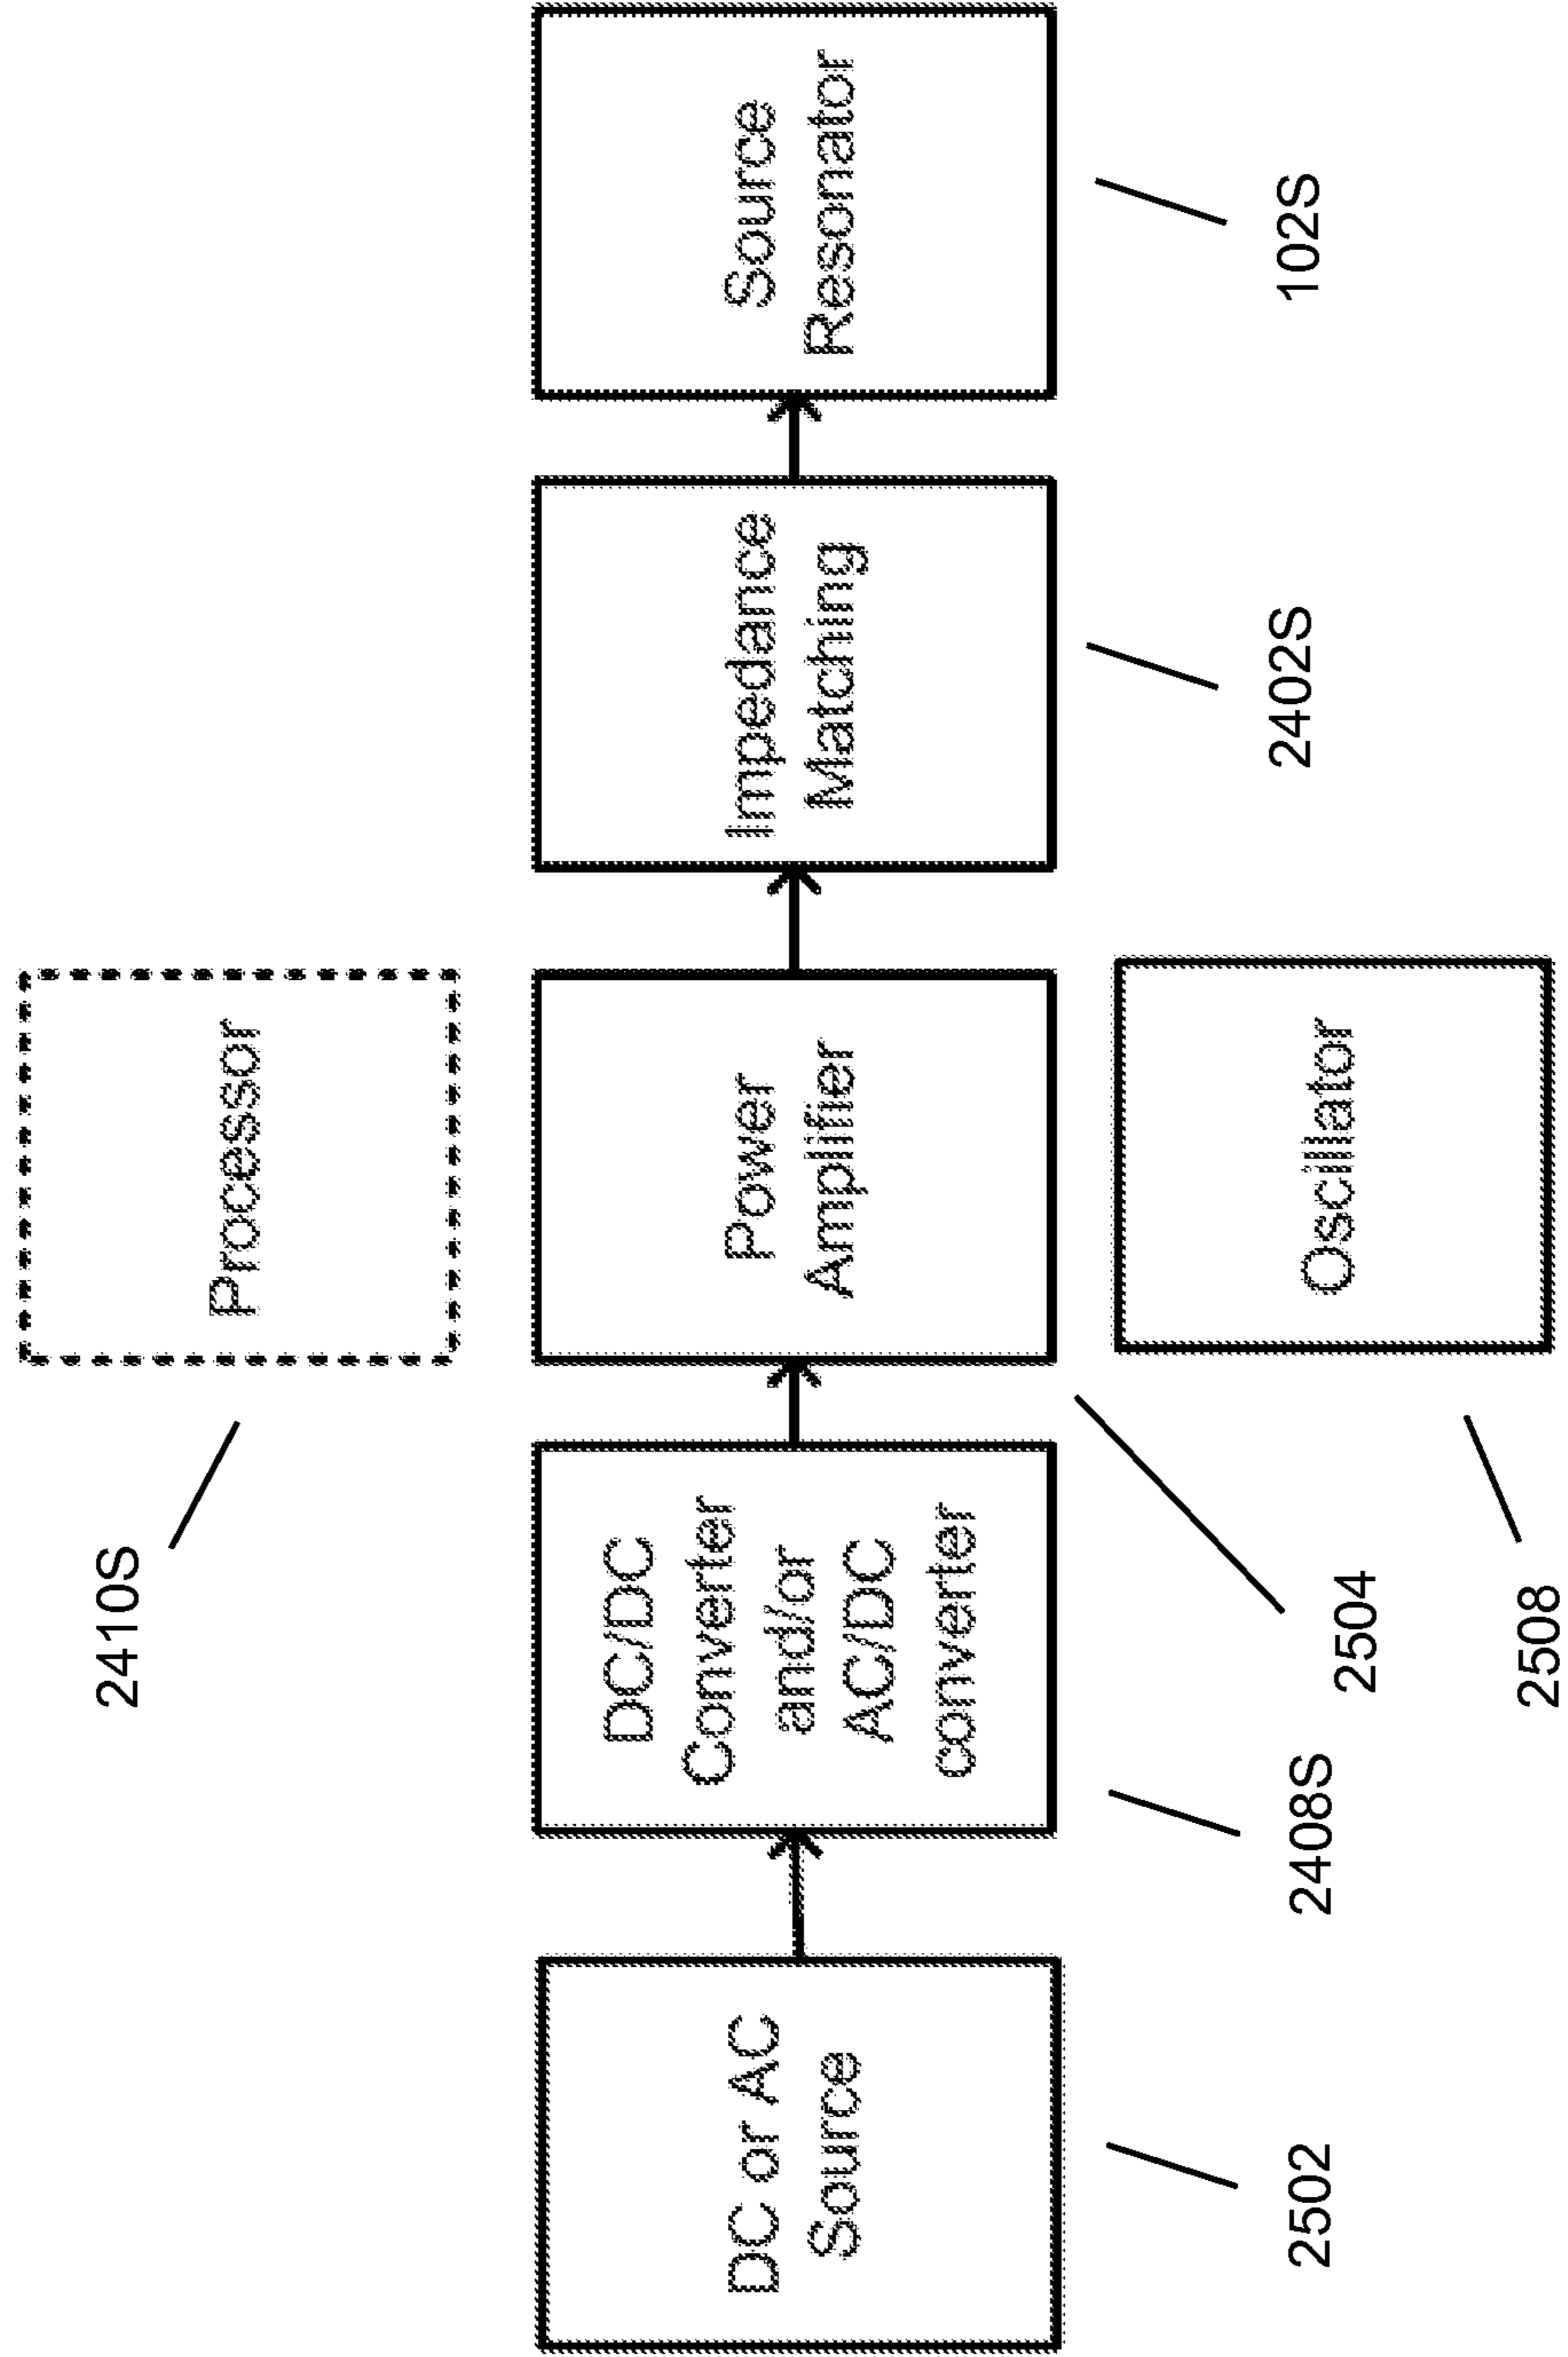 2410S
Processor
DC or AC
Source
DC/DC
Converter
and/or
AC/DC
converter
Power
Amplifier
Impedance
Matching
Source
Resonator
2502
2408S
2504
2402S
102S
Oscillator
2508